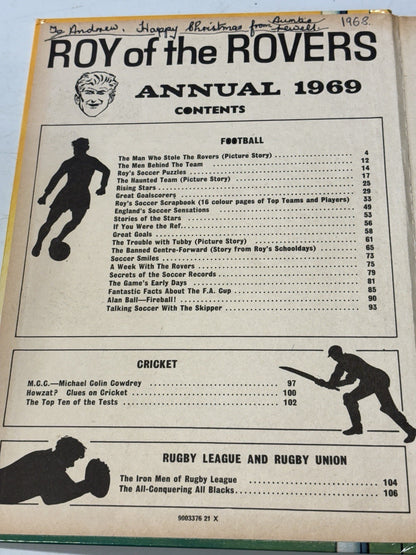 To Andrew. Happy Christmas from Auntie 1968.
Jewell.
ROY of the ROVERS
ANNUAL 1969
CONTENTS
FOOTBALL
The Man Who Stole The Rovers (Picture Story) 4
The Men Behind The Team 12
Roy's Soccer Puzzles 14
The Haunted Team (Picture Story) 17
Rising Stars 25
Great Goalscorers 29
Roy's Soccer Scrapbook (16 colour pages of Top Teams and Players) 33
England's Soccer Sensations 49
Stories of the Stars 53
If You Were the Ref. 56
Great Goals 58
The Trouble with Tubby (Picture Story) 61
The Banned Centre-Forward (Story from Roy's Schooldays) 65
Soccer Smiles 73
A Week With The Rovers 75
Secrets of the Soccer Records 79
The Game's Early Days 81
Fantastic Facts About The F.A. Cup 85
Alan Ball—Fireball! 90
Talking Soccer With The Skipper 93
CRICKET
M.C.C.—Michael Colin Cowdrey 97
Howzat? Clues on Cricket 100
The Top Ten of the Tests 102
RUGBY LEAGUE AND RUGBY UNION
The Iron Men of Rugby League 104
The All-Conquering All Blacks 106
9003376 21 X